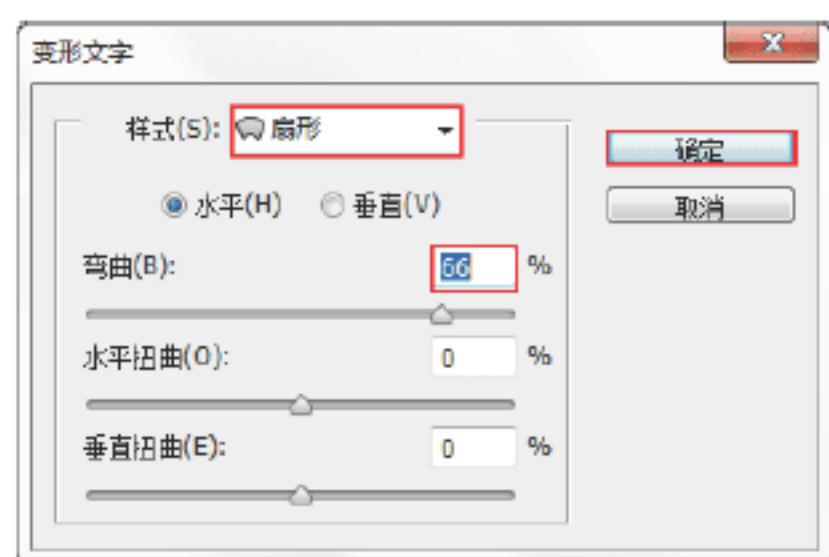 变形文字
样式(S): 扇形
确定
水平(H) 垂直(V)
取消
弯曲(B): 66 %
水平扭曲(O): 0 %
垂直扭曲(E): 0 %